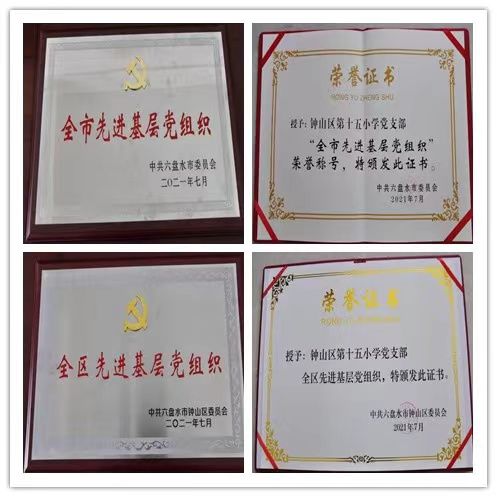 全市先进基层党组织
中共六盘水市委员会
二〇二一年七月
荣誉证书
RONG YU ZHENG SHU
授予：钟山区第十五小学党支部
“全市先进基层党组织”
荣誉称号，特颁发此证书。
中共六盘水市委员会
2021年7月
全区先进基层党组织
中共六盘水市钟山区委员会
二〇二一年七月
荣誉证书
RONG YU ZHENG SHU
授予：钟山区第十五小学党支部
全区先进基层党组织，特颁发此证书。
中共六盘水市钟山区委员会
2021年7月